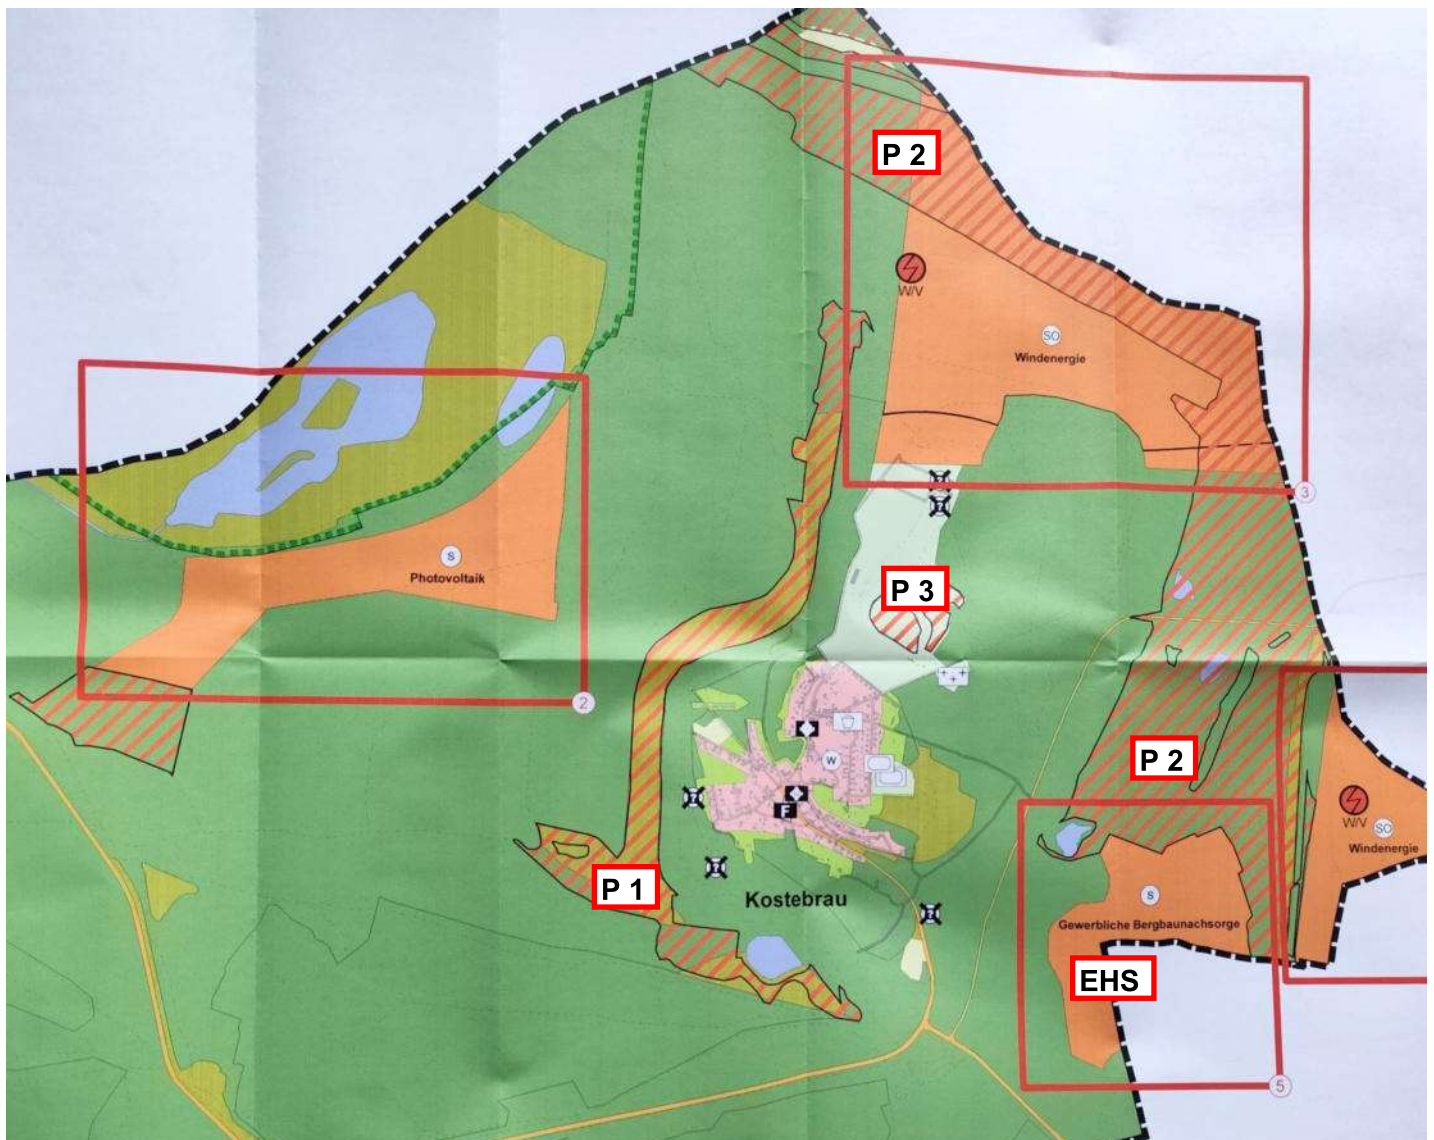 P 2
W/V
SO
Windenergie
3
S
Photovoltaik
?
?
P 3
2
W
P 2
?
F
W/V
SO
Windenergie
?
P 1
Kostebrau
?
S
Gewerbliche Bergbaunachsorge
EHS
5